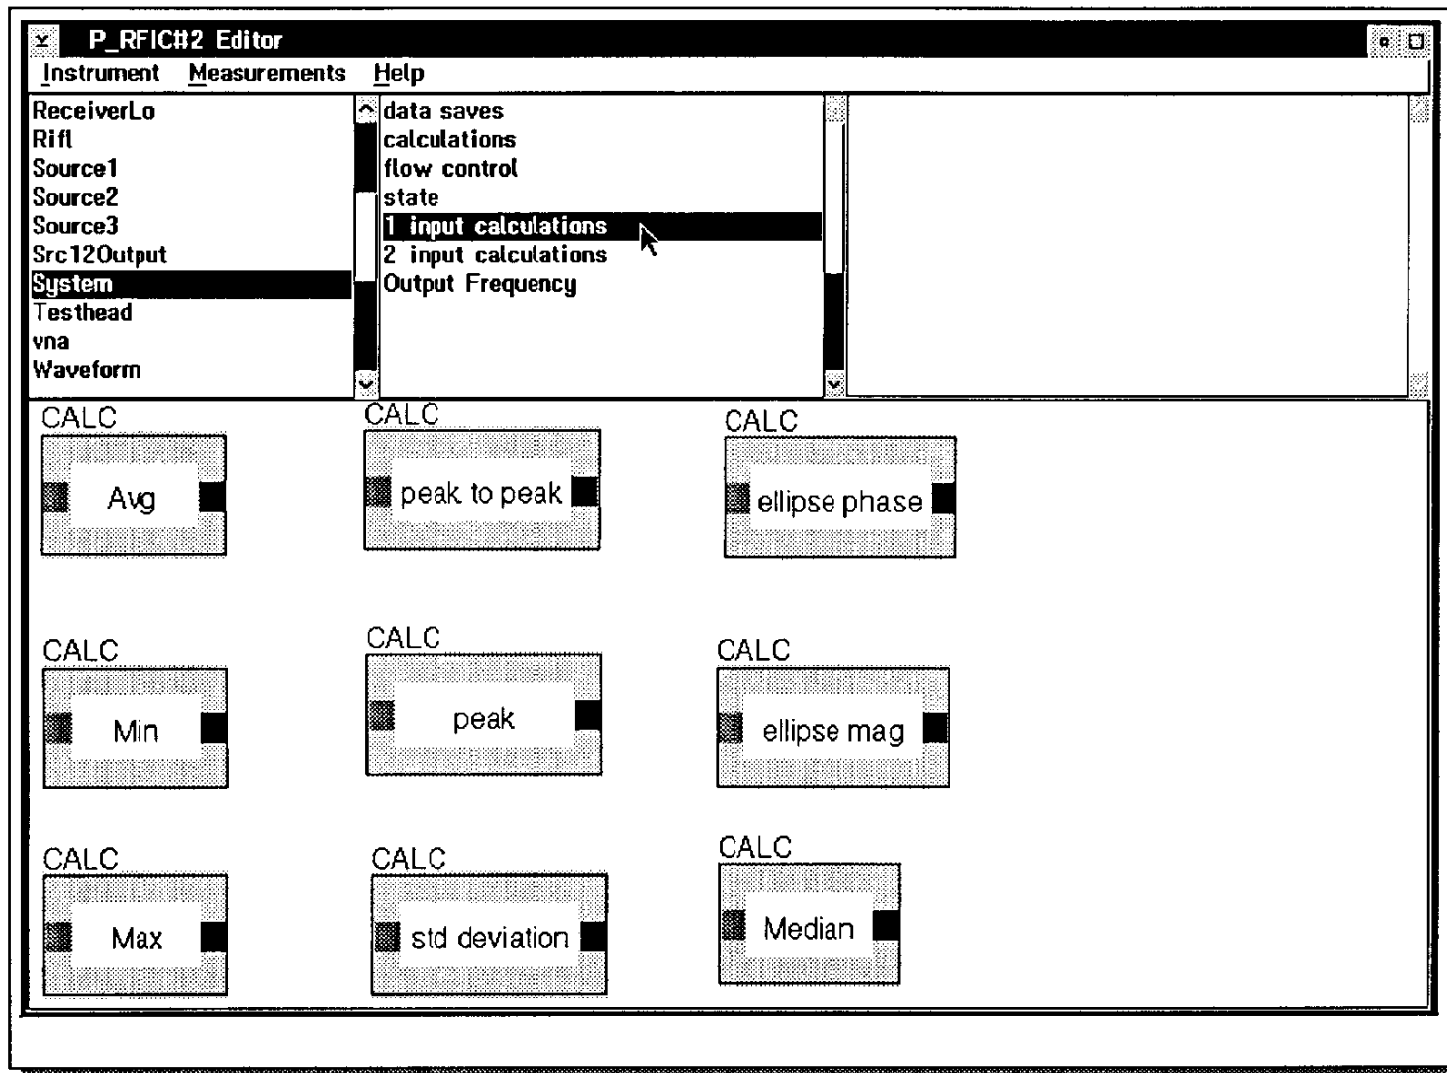 P_RFIC#2 Editor
Instrument Measurements Help
ReceiverLo
Rifl
Source1
Source2
Source3
Src12Output
System
Testhead
vna
Waveform
data saves
calculations
flow control
state
1 input calculations
2 input calculations
Output Frequency
CALC
Avg
CALC
peak to peak
CALC
ellipse phase
CALC
Min
CALC
peak
CALC
ellipse mag
CALC
Max
CALC
std deviation
CALC
Median